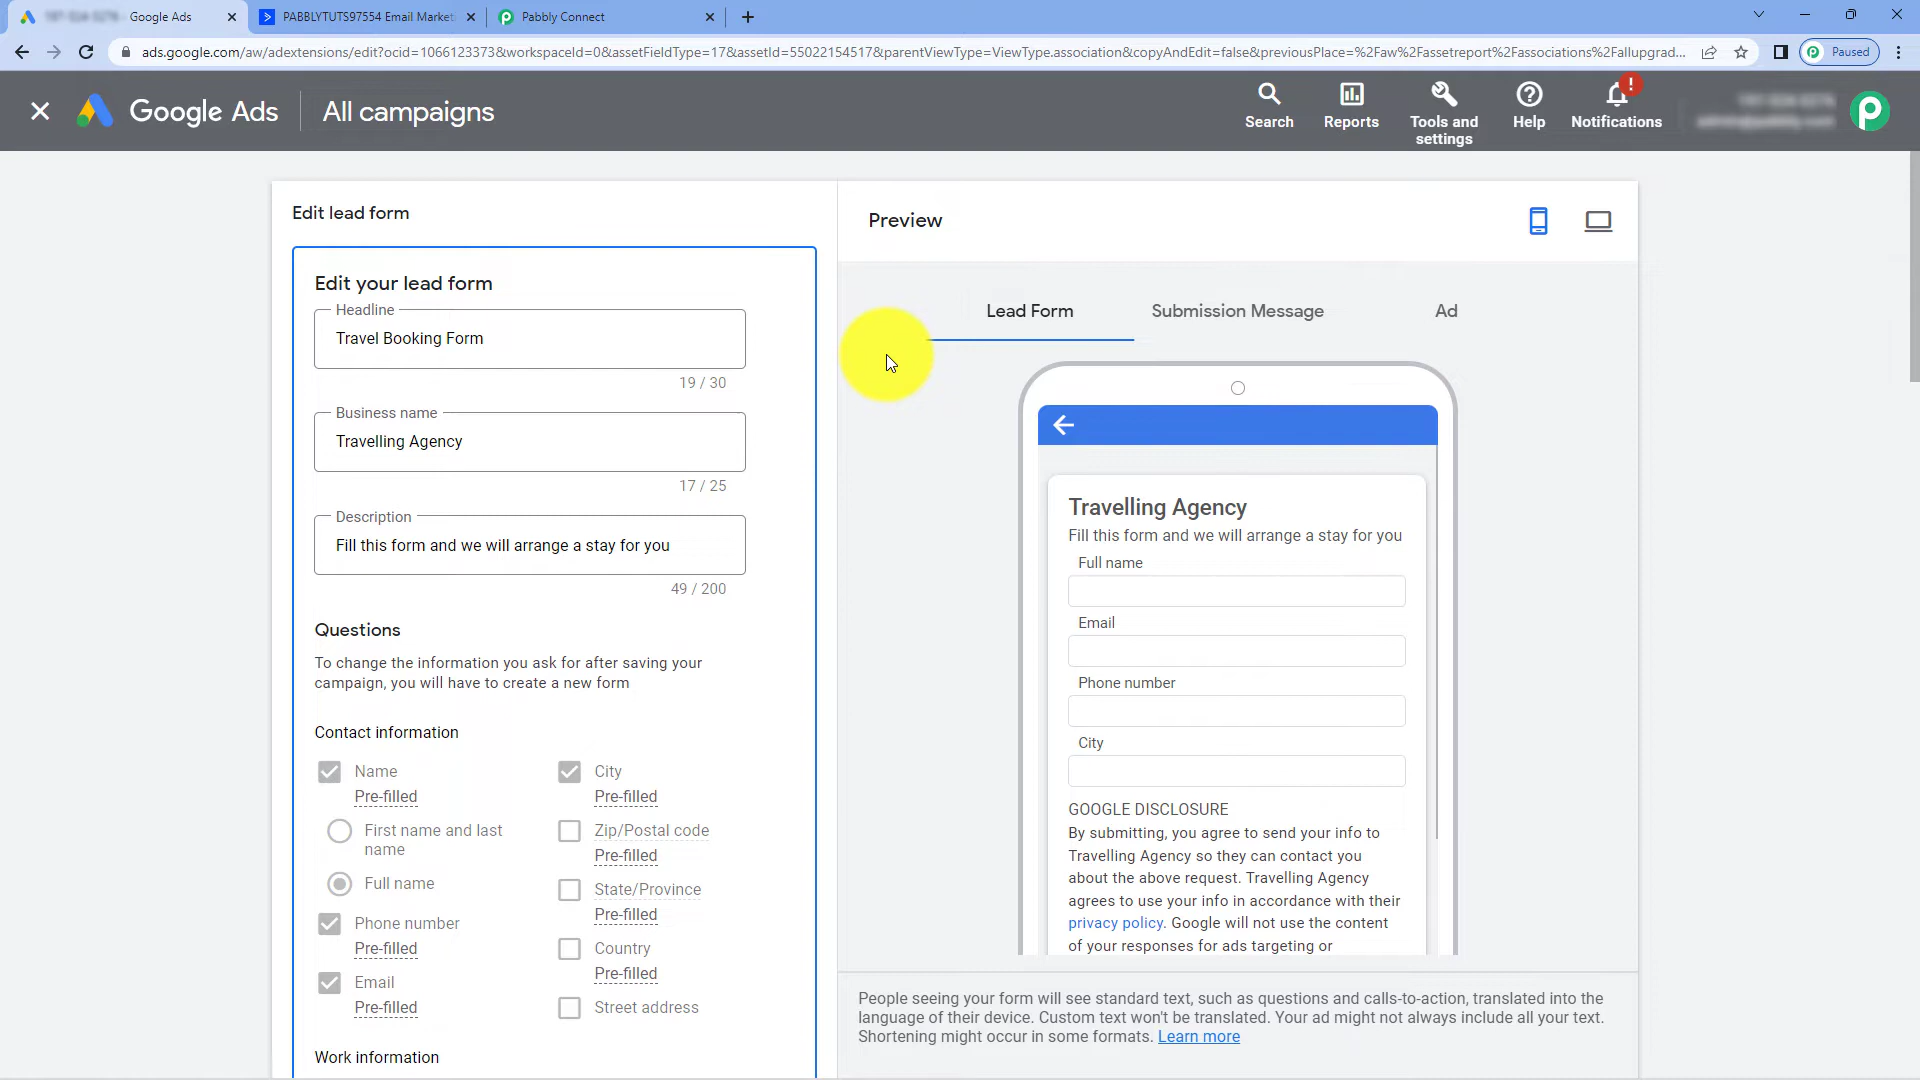 Google Ads
PABBLYTUTS97554 Email Market
Pabbly Connect
ads.google.com/aw/adextensions/edit?ocid=1066123373&workspaceId=0&assetFieldType=17&assetId=55022154517&parentViewType=ViewType.association&copyAndEdit=false&previousPlace=%2Faw%2Fassetreport%2Fassociations%2Fallupgrad...
Paused
Google Ads
All campaigns
Search
Reports
Tools and
settings
Help
!
Notifications
Edit lead form
Edit your lead form
Headline
Travel Booking Form
19 / 30
Business name
Travelling Agency
17 / 25
Description
Fill this form and we will arrange a stay for you
49 / 200
Questions
To change the information you ask for after saving your
campaign, you will have to create a new form
Contact information
Name
Pre-filled
First name and last
name
Full name
Phone number
Pre-filled
Email
Pre-filled
City
Pre-filled
Zip/Postal code
Pre-filled
State/Province
Pre-filled
Country
Pre-filled
Street address
Work information
Preview
Lead Form
Submission Message
Ad
Travelling Agency
Fill this form and we will arrange a stay for you
Full name
Email
Phone number
City
GOOGLE DISCLOSURE
By submitting, you agree to send your info to
Travelling Agency so they can contact you
about the above request. Travelling Agency
agrees to use your info in accordance with their
privacy policy. Google will not use the content
of your responses for ads targeting or
People seeing your form will see standard text, such as questions and calls-to-action, translated into the
language of their device. Custom text won't be translated. Your ad might not always include all your text.
Shortening might occur in some formats. Learn more